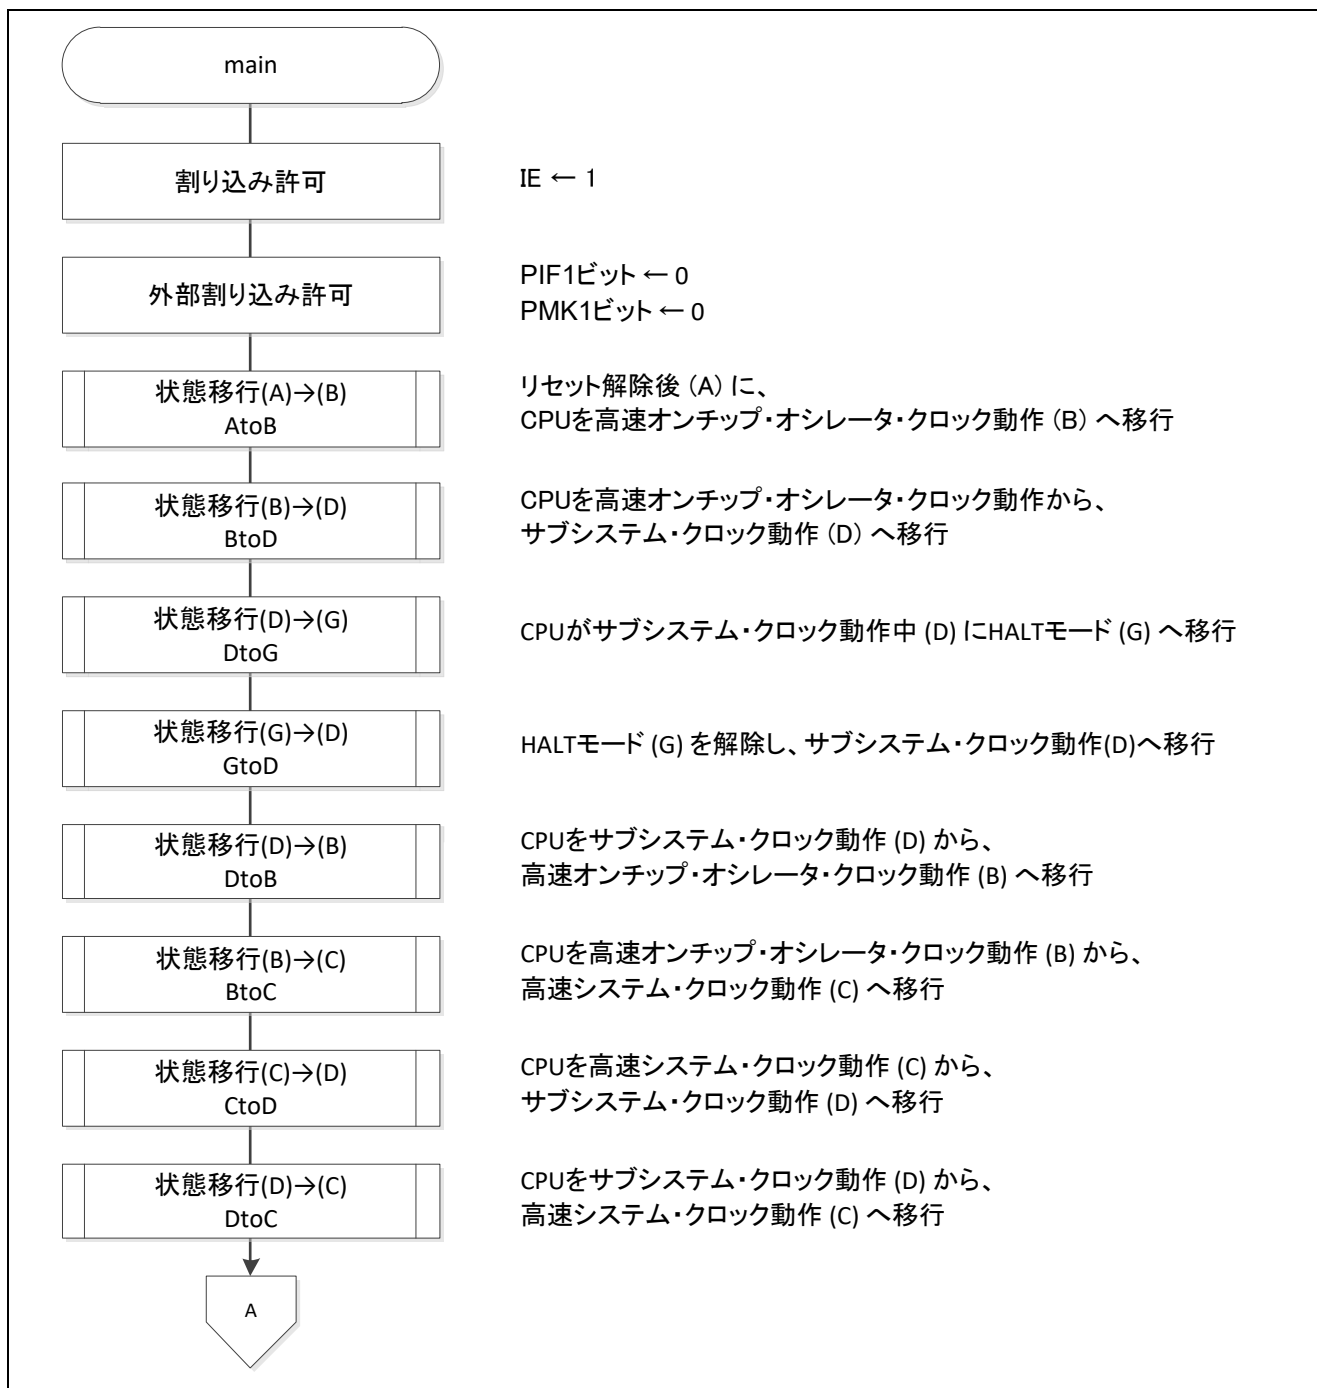 main
割り込み許可
IE ← 1
外部割り込み許可
PIF1ビット ← 0
PMK1ビット ← 0
状態移行(A)→(B)
AtoB
リセット解除後 (A) に、
CPUを高速オンチップ・オシレータ・クロック動作 (B) へ移行
状態移行(B)→(D)
BtoD
CPUを高速オンチップ・オシレータ・クロック動作から、
サブシステム・クロック動作 (D) へ移行
状態移行(D)→(G)
DtoG
CPUがサブシステム・クロック動作中 (D) にHALTモード (G) へ移行
状態移行(G)→(D)
GtoD
HALTモード (G) を解除し、サブシステム・クロック動作(D)へ移行
状態移行(D)→(B)
DtoB
CPUをサブシステム・クロック動作 (D) から、
高速オンチップ・オシレータ・クロック動作 (B) へ移行
状態移行(B)→(C)
BtoC
CPUを高速オンチップ・オシレータ・クロック動作 (B) から、
高速システム・クロック動作 (C) へ移行
状態移行(C)→(D)
CtoD
CPUを高速システム・クロック動作 (C) から、
サブシステム・クロック動作 (D) へ移行
状態移行(D)→(C)
DtoC
CPUをサブシステム・クロック動作 (D) から、
高速システム・クロック動作 (C) へ移行
A